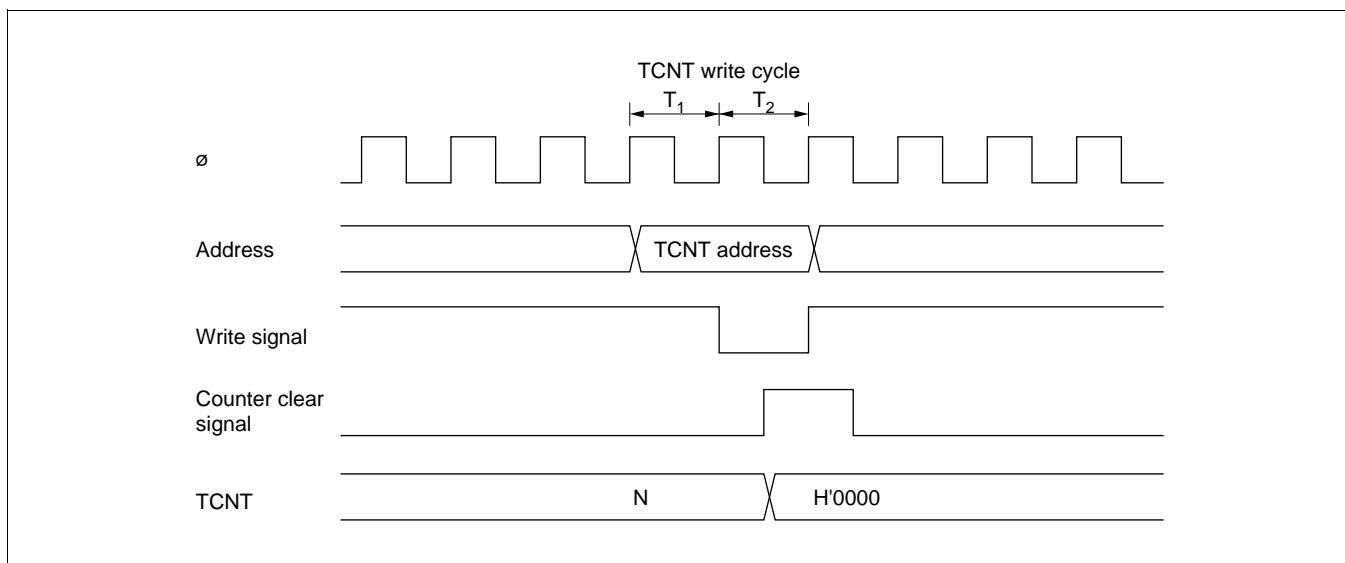 TCNT write cycle
T1 T2
ø
Address
TCNT address
Write signal
Counter clear
signal
TCNT
N
H'0000